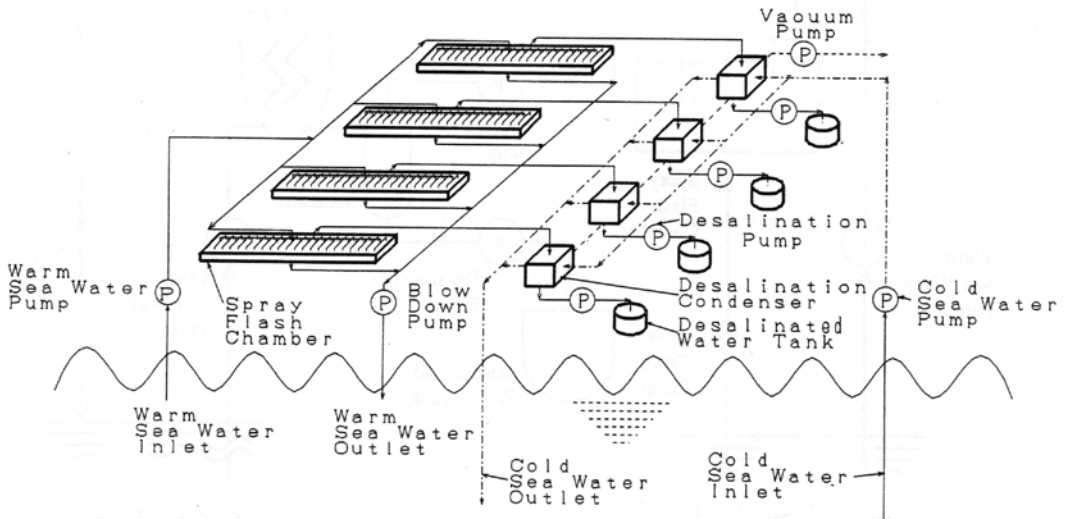 Vacuum
Pump
P
P
P
P
Desalination
Pump
P
Warm
Sea Water
Pump
P
Spray
Flash
Chamber
P
Blow
Down
Pump
P
Desalination
Condenser
Desalinated
Water Tank
P
Cold
Sea Water
Pump
Warm
Sea Water
Inlet
Warm
Sea Water
Outlet
Cold
Sea Water
Outlet
Cold
Sea Water
Inlet